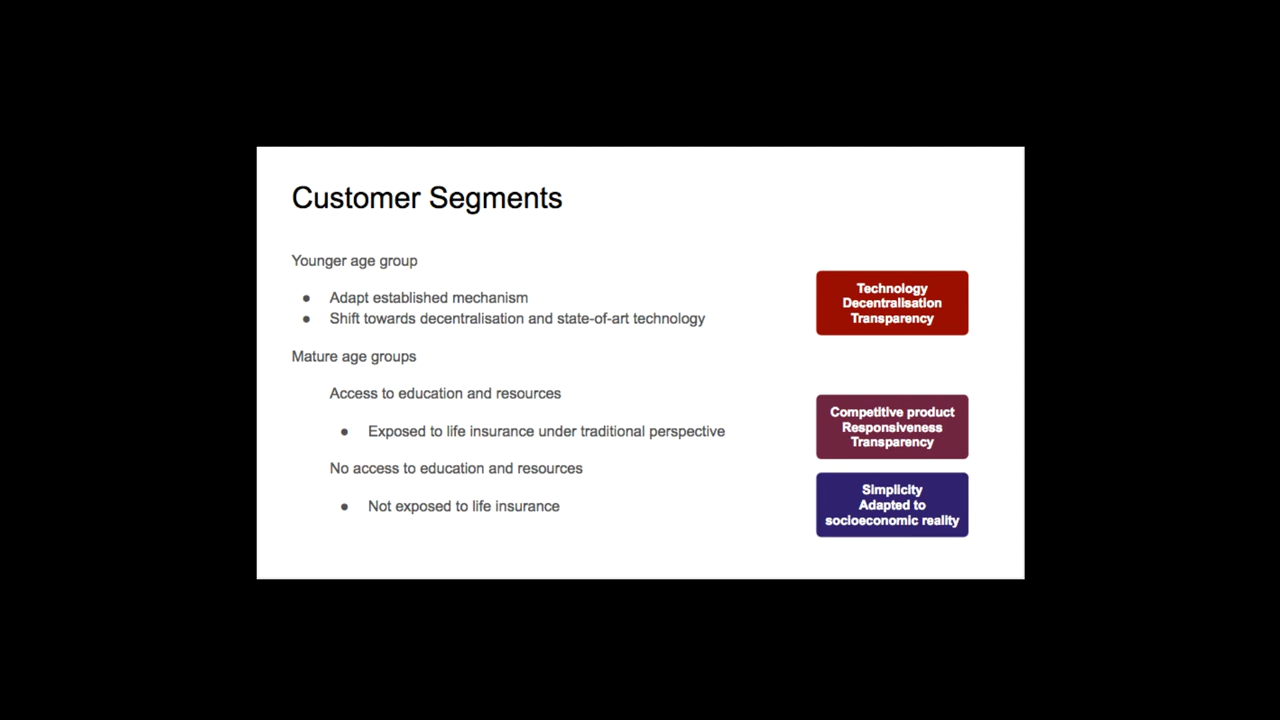 Customer Segments
Younger age group
● Adapt established mechanism
● Shift towards decentralisation and state-of-art technology
Technology
Decentralisation
Transparency
Mature age groups
Access to education and resources
● Exposed to life insurance under traditional perspective
Competitive product
Responsiveness
Transparency
No access to education and resources
● Not exposed to life insurance
Simplicity
Adapted to
socioeconomic reality